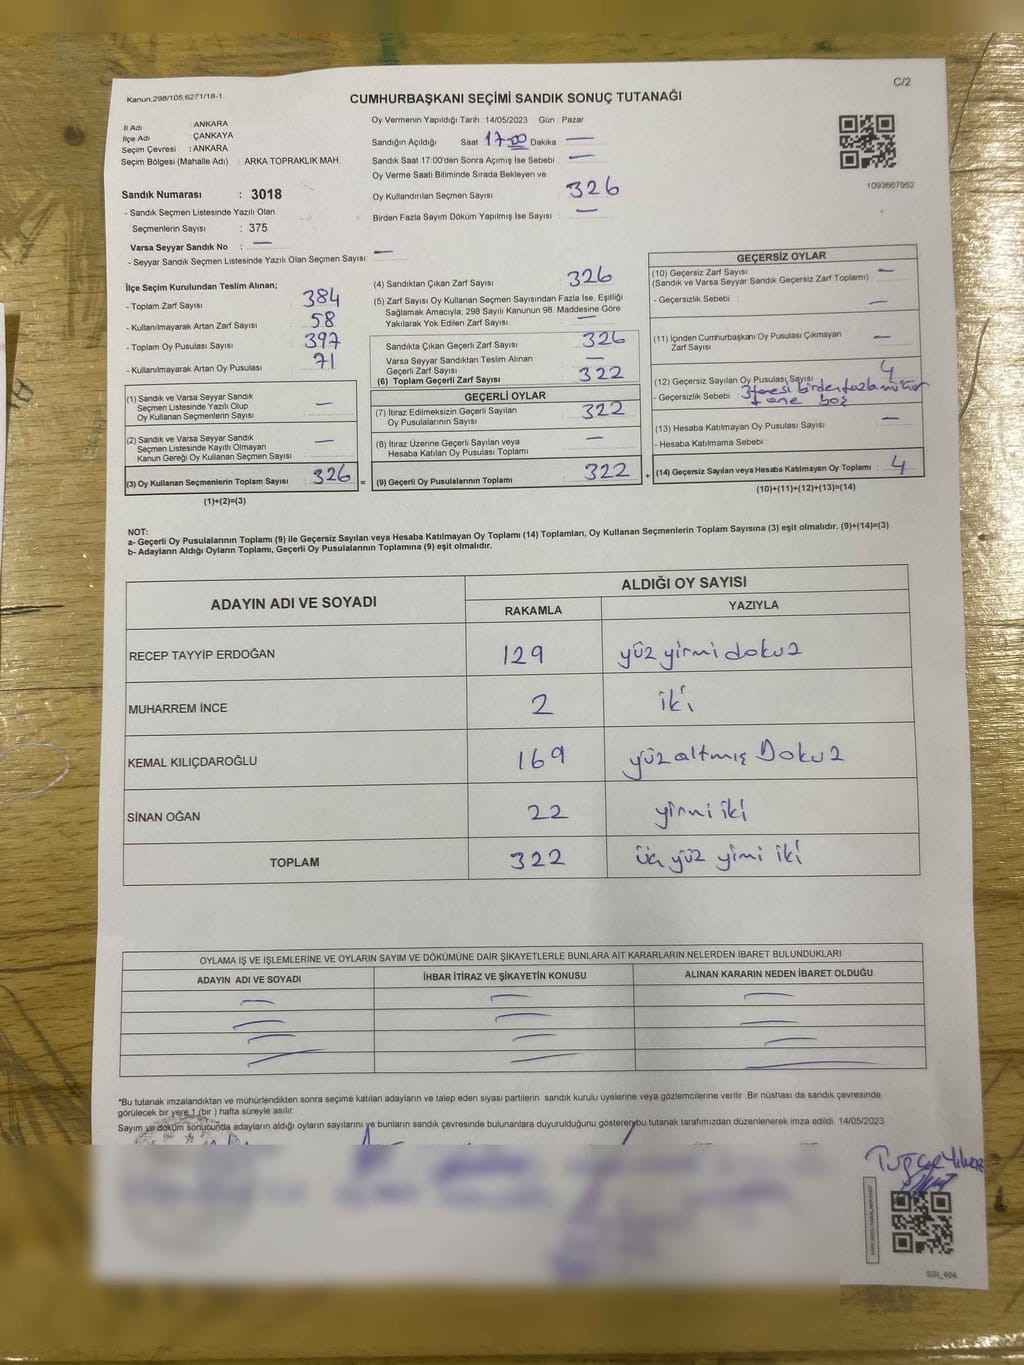 C/2
Kanun:298/105;6271/18-1
CUMHURBAŞKANI SEÇİMİ SANDIK SONUÇ TUTANAĞI
İl Adı : ANKARA
İlçe Adı : ÇANKAYA
Seçim Çevresi : ANKARA
Seçim Bölgesi (Mahalle Adı) : ARKA TOPRAKLIK MAH.
Oy Vermenin Yapıldığı Tarih : 14/05/2023 Gün : Pazar
Sandığın Açıldığı Saat 17:00 Dakika : —
Sandık Saat 17:00'den Sonra Açımış İse Sebebi : —
Oy Verme Saati Bitiminde Sırada Bekleyen ve
Oy Kullandırılan Seçmen Sayısı : 326
Birden Fazla Sayım Döküm Yapılmış İse Sayısı : —
1093667952
Sandık Numarası : 3018
- Sandık Seçmen Listesinde Yazılı Olan
Seçmenlerin Sayısı : 375
Varsa Seyyar Sandık No : —
- Seyyar Sandık Seçmen Listesinde Yazılı Olan Seçmen Sayısı: —
İlçe Seçim Kurulundan Teslim Alınan;
- Toplam Zarf Sayısı : 384
- Kullanılmayarak Artan Zarf Sayısı : 58
- Toplam Oy Pusulası Sayısı : 397
- Kullanılmayarak Artan Oy Pusulası : 71
(1) Sandık ve Varsa Seyyar Sandık
Seçmen Listesinde Yazılı Olup
Oy Kullandıkların Seçmen Sayısı : —
(2) Sandık ve Varsa Seyyar Sandık
Seçmen Listesinde Kayıtlı Olmayan
Kanun Gereği Oy Kullanan Seçmen Sayısı : —
(3) Oy Kullanan Seçmenlerin Toplam Sayısı : 326 =
(1)+(2)=(3)
(4) Sandıktan Çıkan Zarf Sayısı : 326
(5) Zarf Sayısı Oy Kullanan Seçmen Sayısından Fazla İse, Eşitliği
Sağlamak Amacıyla; 298 Sayılı Kanunun 98. Maddesine Göre
Yakılarak Yok Edilen Zarf Sayısı : —
Sandıkta Çıkan Geçerli Zarf Sayısı : 326
Varsa Seyyar Sandıktan Teslim Alınan
Geçerli Zarf Sayısı : —
(6) Toplam Geçerli Zarf Sayısı : 322
GEÇERLİ OYLAR
(7) İtiraz Edilmeksizin Geçerli Sayılan
Oy Pusulalarının Sayısı : 322
(8) İtiraz Üzerine Geçerli Sayılan veya
Hesaba Katılan Oy Pusulası Toplamı : —
(9) Geçerli Oy Pusulalarının Toplamı : 322 +
GEÇERSİZ OYLAR
(10) Geçersiz Zarf Sayısı : —
(Sandık ve Varsa Seyyar Sandık Geçersiz Zarf Toplamı)
- Geçersizlik Sebebi : —
(11) İçinden Cumhurbaşkanı Oy Pusulası Çıkmayan
Zarf Sayısı : —
(12) Geçersiz Sayılan Oy Pusulası Sayısı : 4
- Geçersizlik Sebebi : 3 tanesi birden fazla mühür
1 tane boş
(13) Hesaba Katılmayan Oy Pusulası Sayısı : —
- Hesaba Katılmama Sebebi :
(14) Geçersiz Sayılan veya Hesaba Katılmayan Oy Toplamı : 4
(10)+(11)+(12)+(13)=(14)
NOT:
a- Geçerli Oy Pusulalarının Toplamı (9) ile Geçersiz Sayılan veya Hesaba Katılmayan Oy Toplamı (14) Toplamları, Oy Kullanan Seçmenlerin Toplam Sayısına (3) eşit olmalıdır. (9)+(14)=(3)
b- Adayların Aldığı Oyların Toplamı, Geçerli Oy Pusulalarının Toplamına (9) eşit olmalıdır.
ADAYIN ADI VE SOYADI
ALDIĞI OY SAYISI
RAKAMLA YAZIYLA
RECEP TAYYİP ERDOĞAN 129 yüz yirmi dokuz
MUHARREM İNCE 2 iki
KEMAL KILIÇDAROĞLU 169 yüz altmış Dokuz
SİNAN OĞAN 22 yirmi iki
TOPLAM 322 üç yüz yimi iki
OYLAMA İŞ VE İŞLEMLERİNE VE OYLARIN SAYIM VE DÖKÜMÜNE DAİR ŞİKAYETLERLE BUNLARA AİT KARARLARIN NELERDEN İBARET BULUNDUKLARI
ADAYIN ADI VE SOYADI İHBAR İTİRAZ VE ŞİKAYETİN KONUSU ALINAN KARARIN NEDEN İBARET OLDUĞU
*Bu tutanak imzalandıktan ve mühürlendikten sonra seçime katılan adayların ve talep eden siyasi partilerin sandık kurulu üyelerine veya gözlemcilerine verilir. Bir nüshası da sandık çevresinde
görülecek bir yere 1 (bir ) hafta süreyle asılır.
Sayım ve döküm sonucunda adayların aldığı oyların sayılarını ve bunların sandık çevresinde bulunanlara duyurulduğunu gösterenbu tutanak tarafımızdan düzenlenerek imza edildi. 14/05/2023
SSI_404